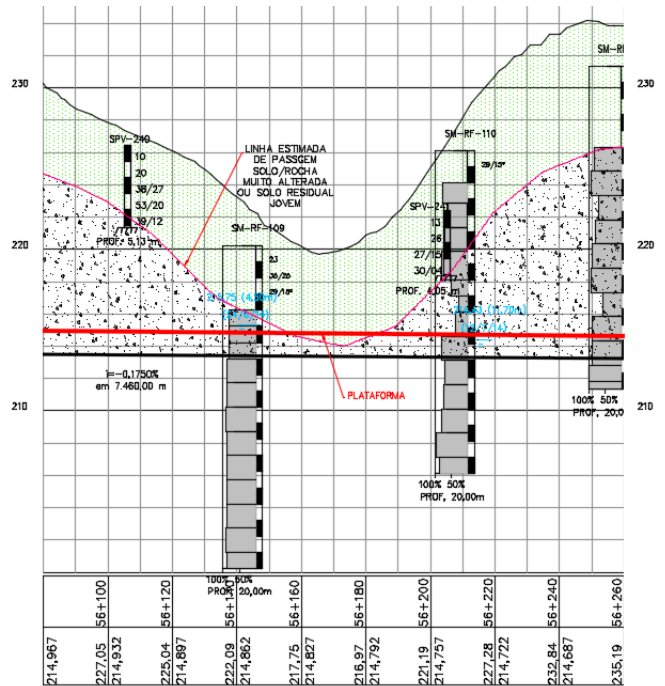 230
230
220
220
210
210
SPV-240
10
20
38/27
53/20
39/12
PROF. 5,13 m
LINHA ESTIMADA
DE PASSGEM
SOLO/ROCHA
MUITO ALTERADA
OU SOLO RESIDUAL
JOVEM
SM-RF-109
23
36/26
29/15*
100% 50%
PROF, 20,00m
SM-RF-110
29/13*
SPV-241
13
26
27/15
30/04
PROF. 4,05 m
100% 50%
PROF, 20,00m
SM-RF
100% 50%
PROF, 20,0
i=-0,1750%
em 7.460,00 m
PLATAFORMA
56+100
56+120
56+140
56+160
56+180
56+200
56+220
56+240
56+260
227,05
225,04
222,09
217,75
216,97
221,19
227,28
232,84
235,19
214,967
214,932
214,897
214,862
214,827
214,792
214,757
214,722
214,687